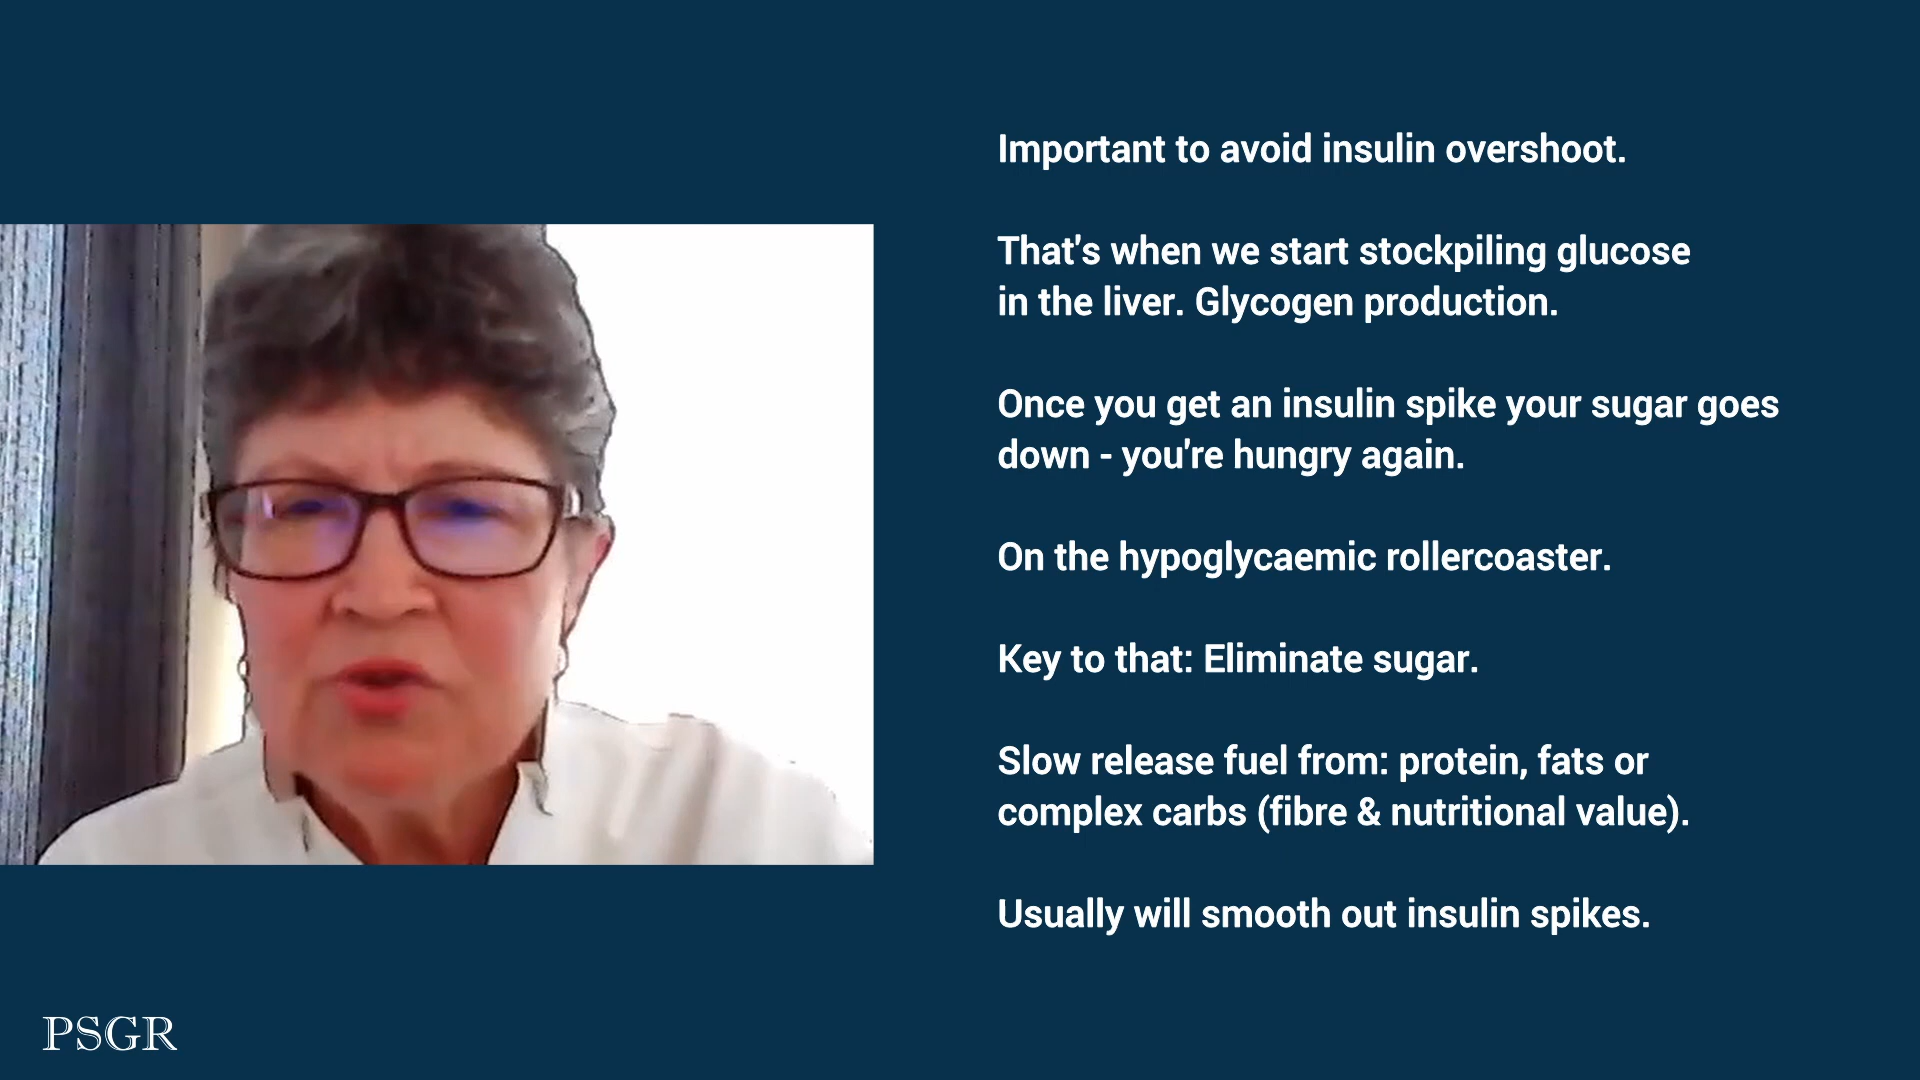 Important to avoid insulin overshoot.
That's when we start stockpiling glucose
in the liver. Glycogen production.
Once you get an insulin spike your sugar goes
down - you're hungry again.
On the hypoglycaemic rollercoaster.
Key to that: Eliminate sugar.
Slow release fuel from: protein, fats or
complex carbs (fibre & nutritional value).
Usually will smooth out insulin spikes.
PSGR